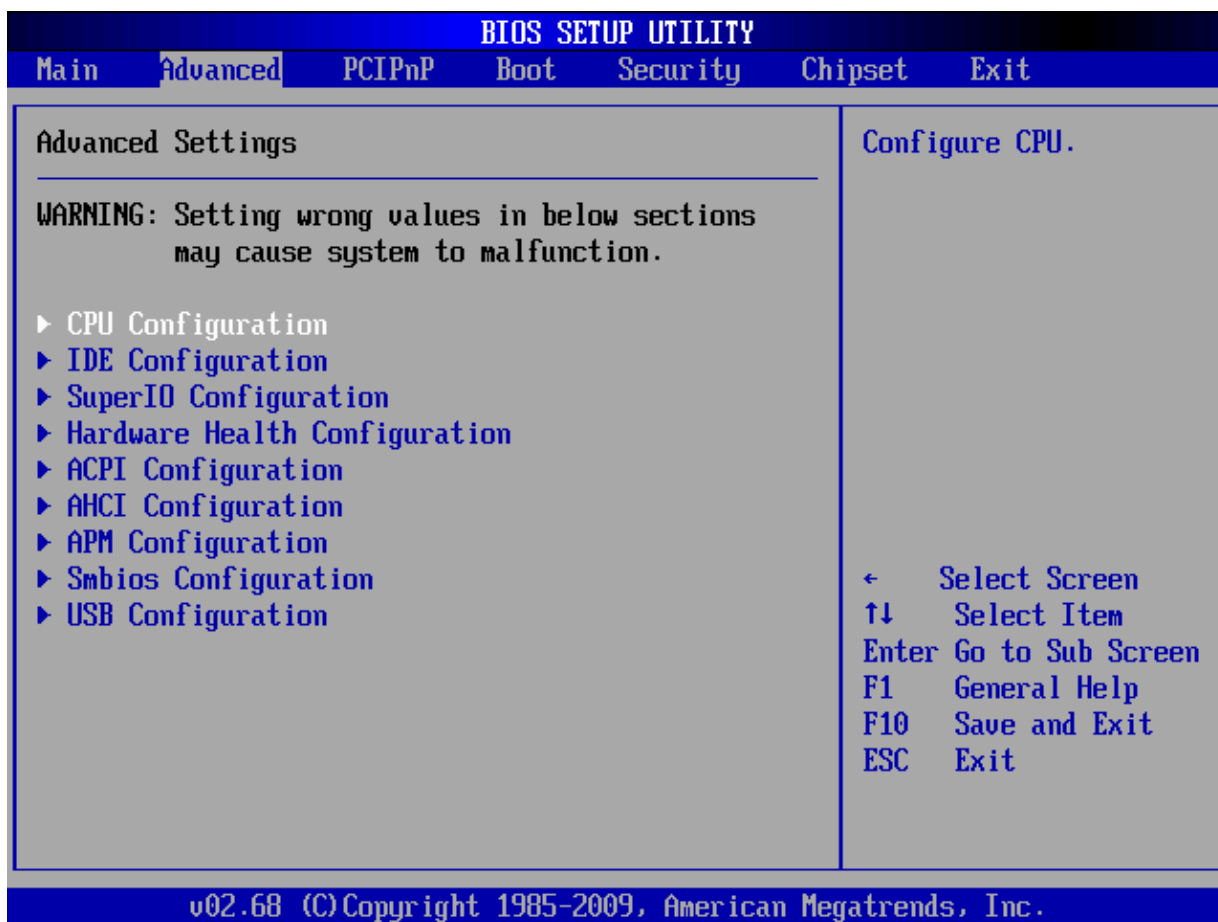 BIOS SETUP UTILITY
Main Advanced PCIPnP Boot Security Chipset Exit
Advanced Settings
WARNING: Setting wrong values in below sections
may cause system to malfunction.
▶ CPU Configuration
▶ IDE Configuration
▶ SuperIO Configuration
▶ Hardware Health Configuration
▶ ACPI Configuration
▶ AHCI Configuration
▶ APM Configuration
▶ Smbios Configuration
▶ USB Configuration
Configure CPU.
← Select Screen
↑↓ Select Item
Enter Go to Sub Screen
F1 General Help
F10 Save and Exit
ESC Exit
v02.68 (C)Copyright 1985-2009, American Megatrends, Inc.